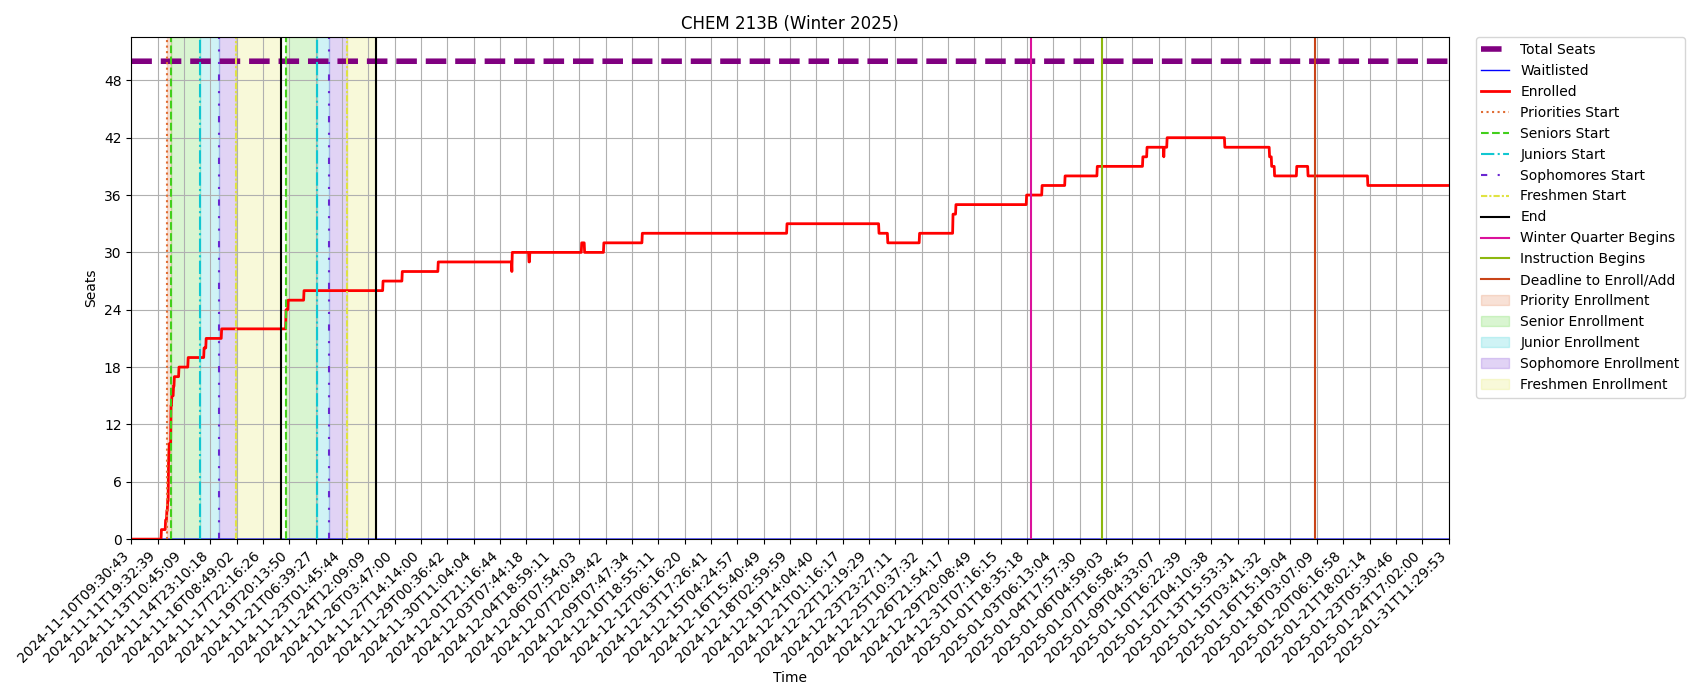 CHEM 213B (Winter 2025)
Seats
48
42
36
30
24
18
12
6
0
2024-11-10T09:30:43
2024-11-11T19:32:39
2024-11-13T10:45:09
2024-11-14T23:10:18
2024-11-16T08:49:02
2024-11-17T22:16:26
2024-11-19T20:13:50
2024-11-21T06:39:27
2024-11-23T01:45:44
2024-11-24T12:09:09
2024-11-26T03:47:00
2024-11-27T14:14:00
2024-11-29T00:36:42
2024-11-30T11:04:04
2024-12-01T21:16:44
2024-12-03T07:44:18
2024-12-04T18:59:11
2024-12-06T07:54:03
2024-12-07T20:49:42
2024-12-09T07:47:34
2024-12-10T18:55:11
2024-12-12T06:16:20
2024-12-13T17:26:41
2024-12-15T04:24:57
2024-12-16T15:40:49
2024-12-18T02:59:59
2024-12-19T14:04:40
2024-12-21T01:16:17
2024-12-22T12:19:29
2024-12-23T23:27:11
2024-12-25T10:37:32
2024-12-26T21:54:17
2024-12-29T20:08:49
2024-12-31T07:16:15
2025-01-01T18:35:18
2025-01-03T06:13:04
2025-01-04T17:57:30
2025-01-06T04:59:03
2025-01-07T16:58:45
2025-01-09T04:33:07
2025-01-10T16:22:39
2025-01-12T04:10:38
2025-01-13T15:53:31
2025-01-15T03:41:32
2025-01-16T15:19:04
2025-01-18T03:07:09
2025-01-20T06:16:58
2025-01-21T18:02:14
2025-01-23T05:30:46
2025-01-24T17:02:00
2025-01-31T11:29:53
Time
Total Seats
Waitlisted
Enrolled
Priorities Start
Seniors Start
Juniors Start
Sophomores Start
Freshmen Start
End
Winter Quarter Begins
Instruction Begins
Deadline to Enroll/Add
Priority Enrollment
Senior Enrollment
Junior Enrollment
Sophomore Enrollment
Freshmen Enrollment